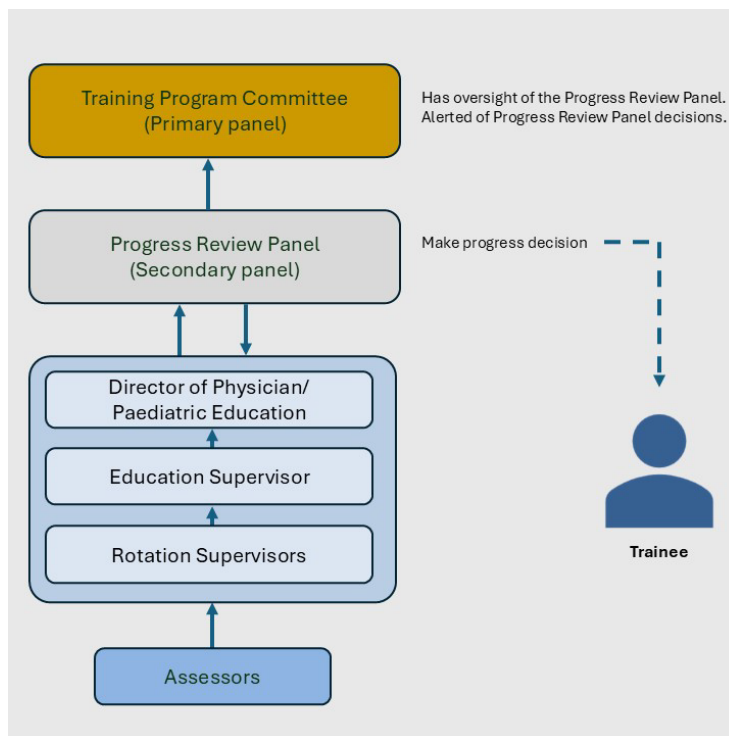 Training Program Committee
(Primary panel)
Has oversight of the Progress Review Panel.
Alerted of Progress Review Panel decisions.
Progress Review Panel
(Secondary panel)
Make progress decision
Director of Physician/
Paediatric Education
Education Supervisor
Rotation Supervisors
Trainee
Assessors